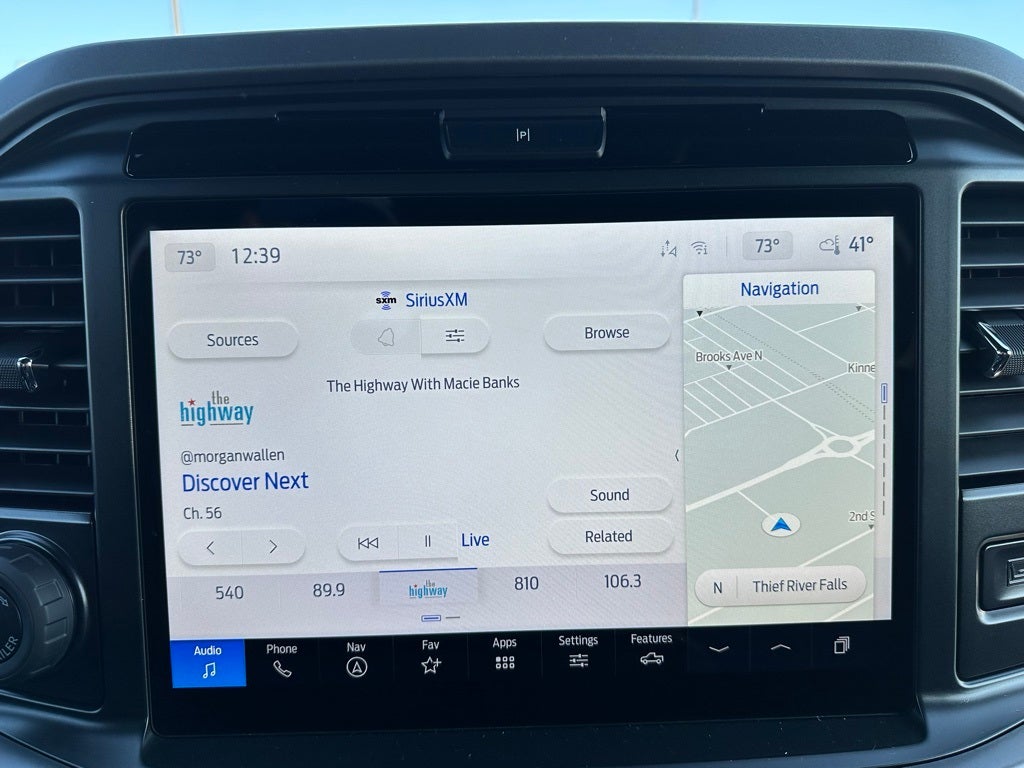 |P|
73° 12:39
73° 41°
sxm SiriusXM
Sources
Browse
The Highway With Macie Banks
the
highway
@morganwallen
Discover Next
Ch. 56
Sound
Related
Live
540 89.9 the highway 810 106.3
Navigation
Brooks Ave N
Kinne
2nd S
N Thief River Falls
Audio Phone Nav Fav Apps Settings Features